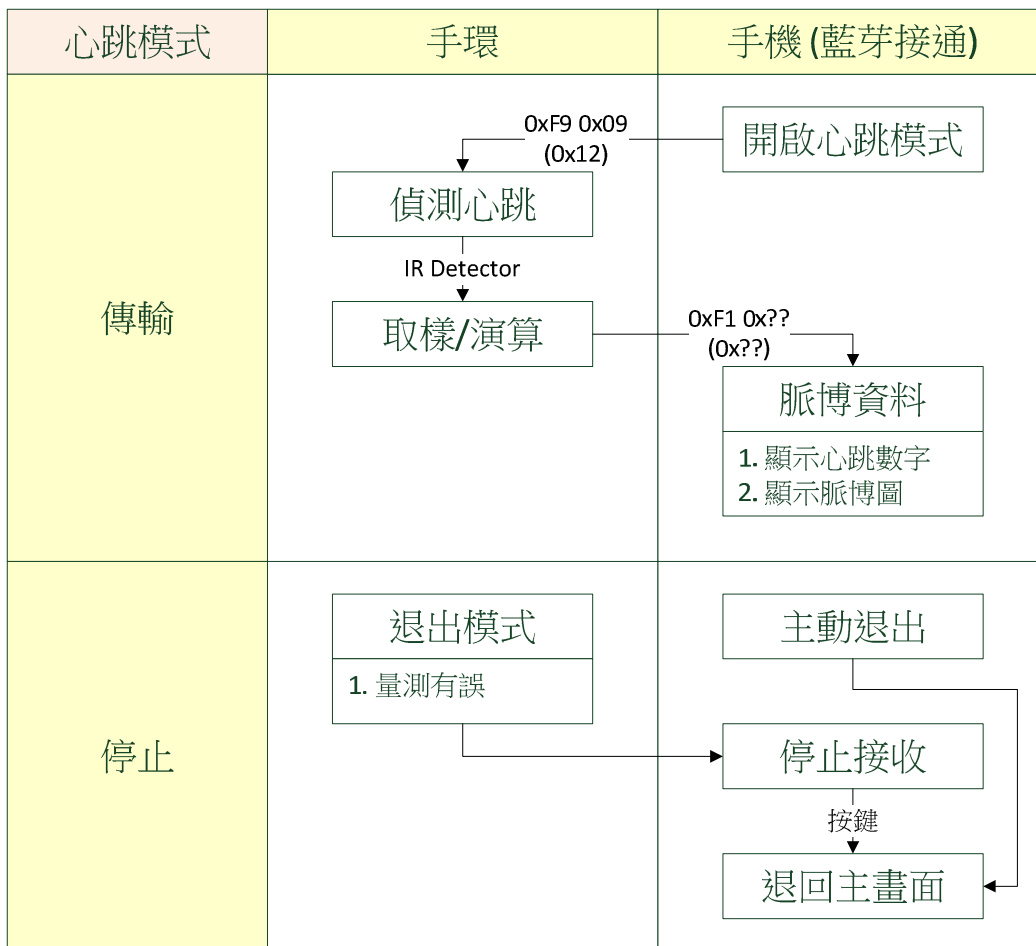 心跳模式
手環
手機 (藍芽接通)
傳輸
0xF9 0x09
(0x12)
開啟心跳模式
偵測心跳
IR Detector
取樣/演算
0xF1 0x??
(0x??)
脈博資料
1. 顯示心跳數字
2. 顯示脈博圖
停止
退出模式
1. 量測有誤
主動退出
停止接收
按鍵
退回主畫面